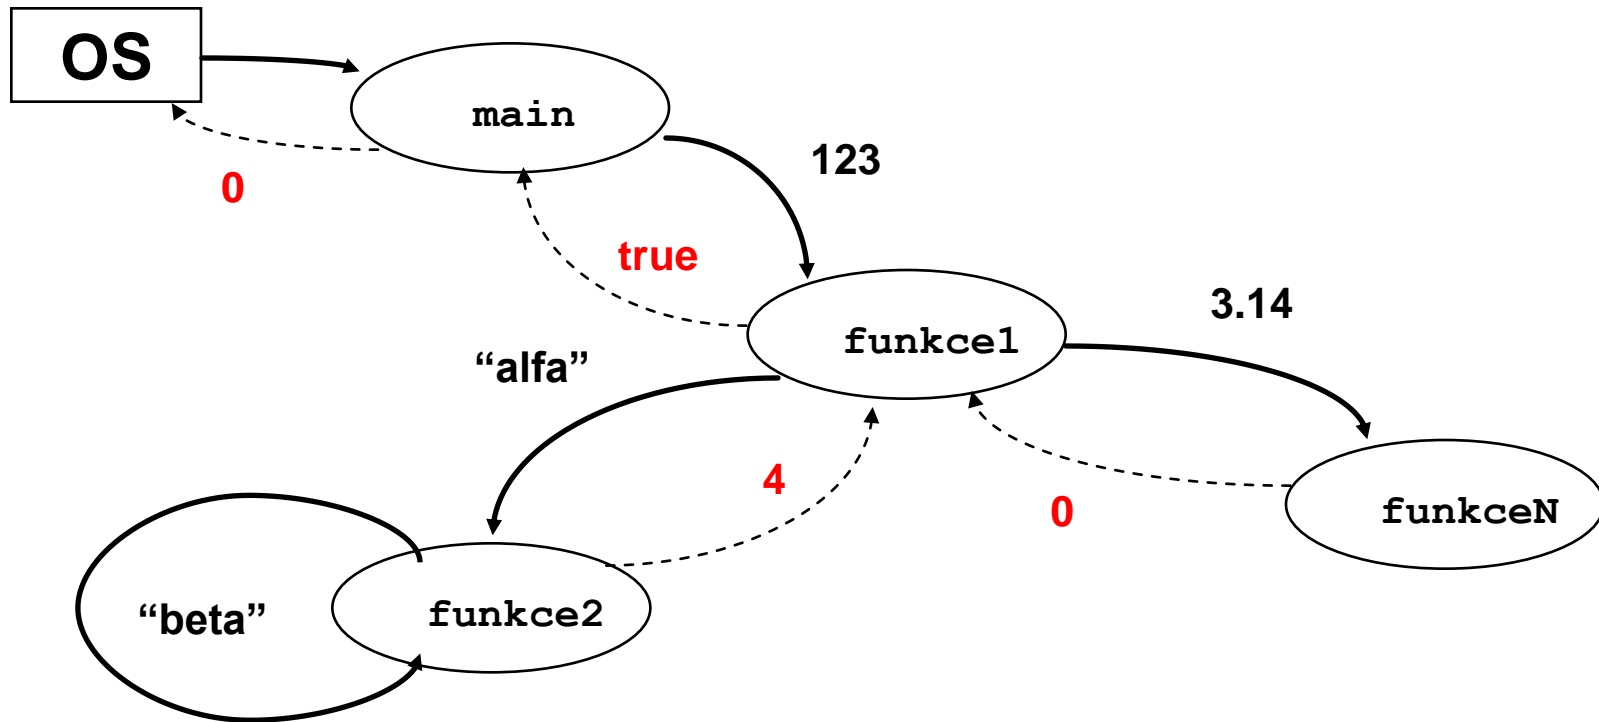 OS
main
0
123
true
funkce1
3.14
“alfa”
4
0
funkceN
“beta”
funkce2